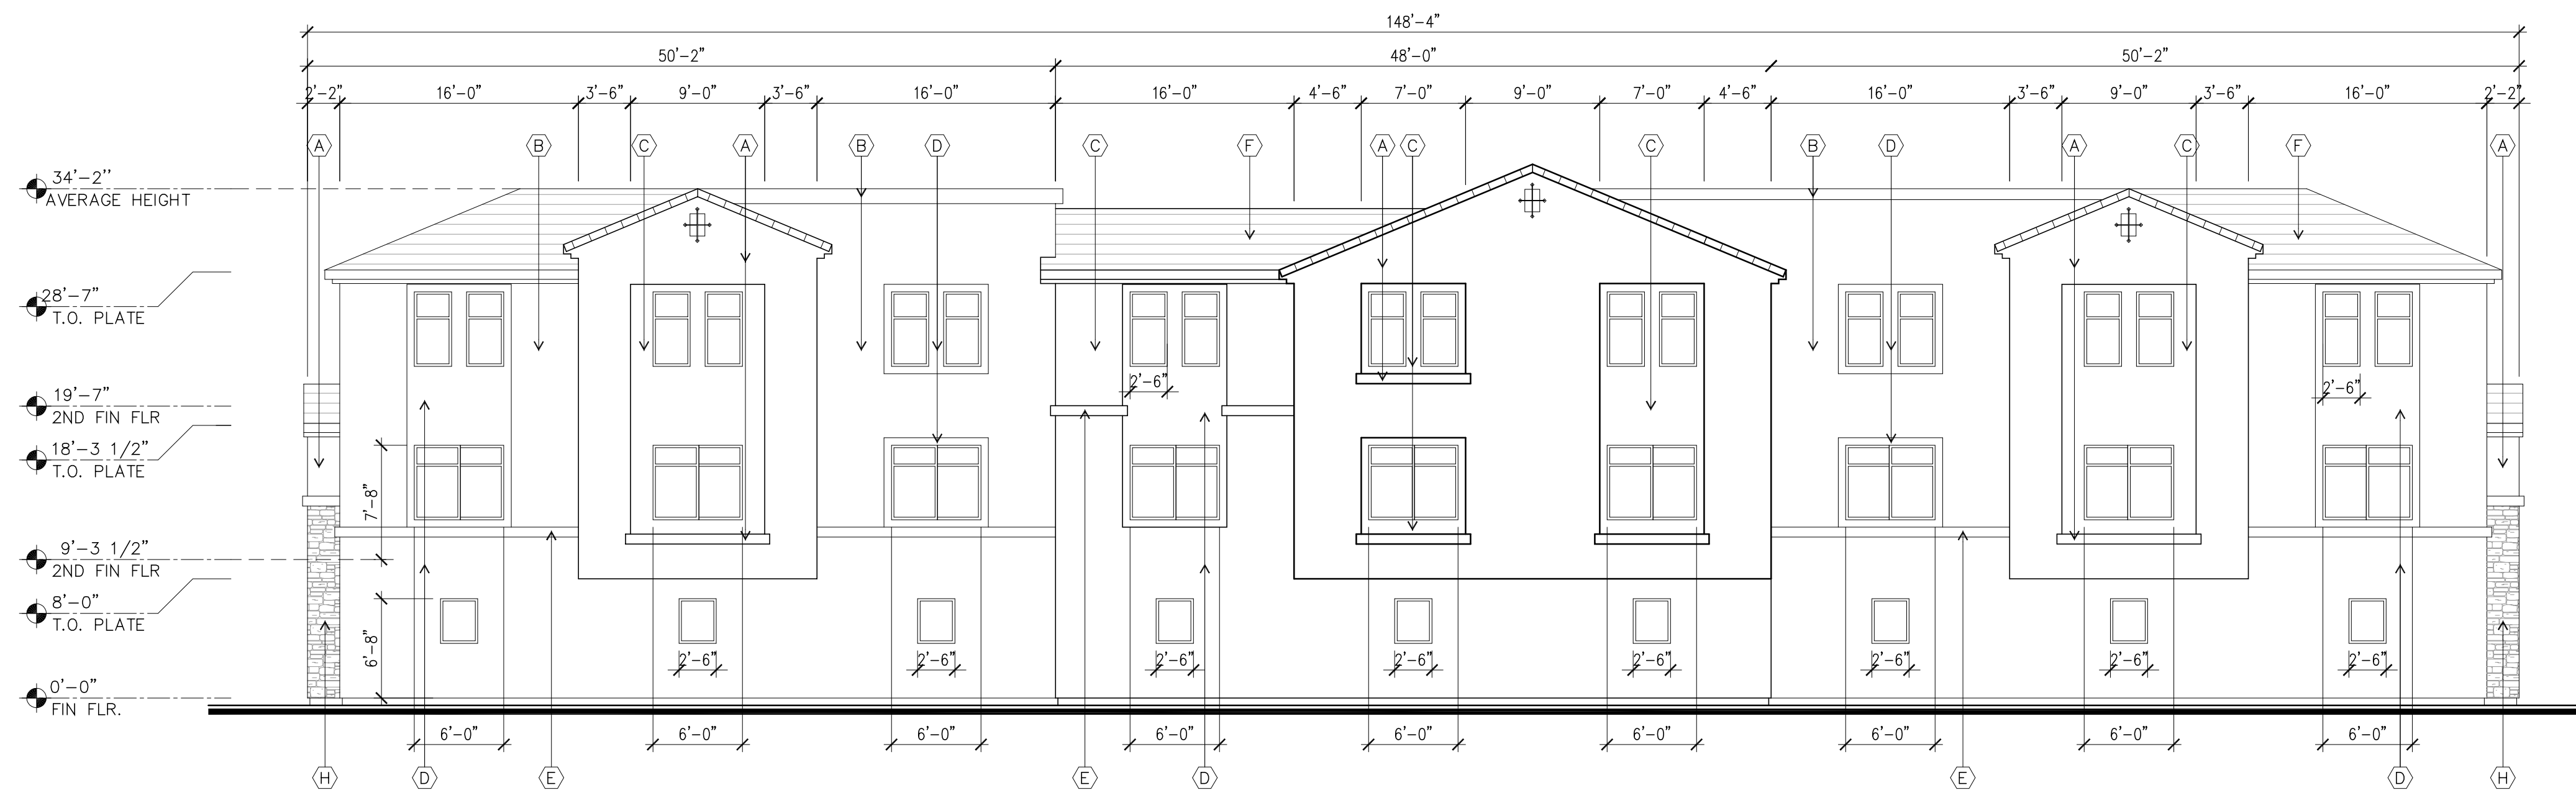 148'-4"
50'-2" 48'-0" 50'-2"
2'-2" 16'-0" 3'-6" 9'-0" 3'-6" 16'-0" 16'-0" 4'-6" 7'-0" 9'-0" 7'-0" 4'-6" 16'-0" 3'-6" 9'-0" 3'-6" 16'-0" 2'-2"
A B C A B D C F A C C B D A C F A
34'-2''
AVERAGE HEIGHT
28'-7"
T.O. PLATE
2'-6" 2'-6"
19'-7"
2ND FIN FLR
18'-3 1/2"
T.O. PLATE
7'-8"
9'-3 1/2"
2ND FIN FLR
8'-0"
T.O. PLATE
6'-8"
2'-6" 2'-6" 2'-6" 2'-6" 2'-6" 2'-6" 2'-6" 2'-6"
0'-0"
FIN FLR.
6'-0" 6'-0" 6'-0" 6'-0" 6'-0" 6'-0" 6'-0" 6'-0" 6'-0"
H D E E D E D H